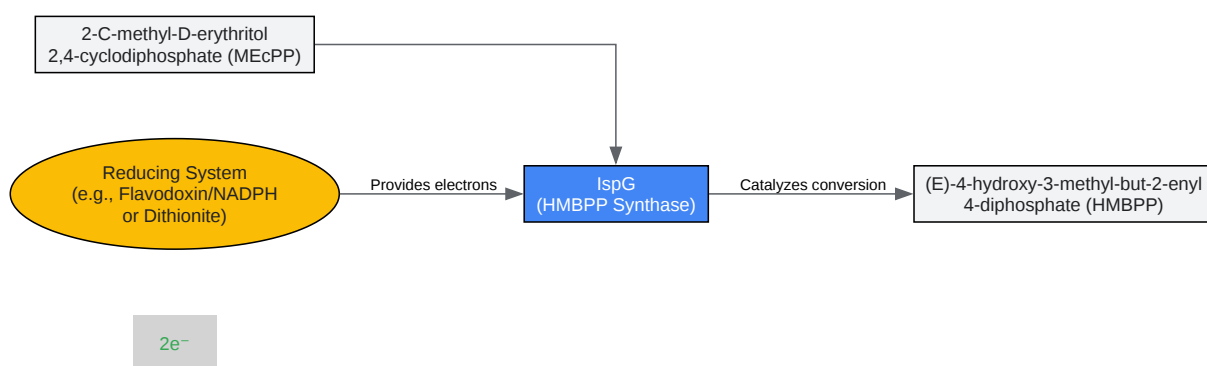 2-C-methyl-D-erythritol
2,4-cyclodiphosphate (MEcPP)
Reducing System
(e.g., Flavodoxin/NADPH
or Dithionite)
Provides electrons
IspG
(HMBPP Synthase)
Catalyzes conversion
(E)-4-hydroxy-3-methyl-but-2-enyl
4-diphosphate (HMBPP)
2e⁻